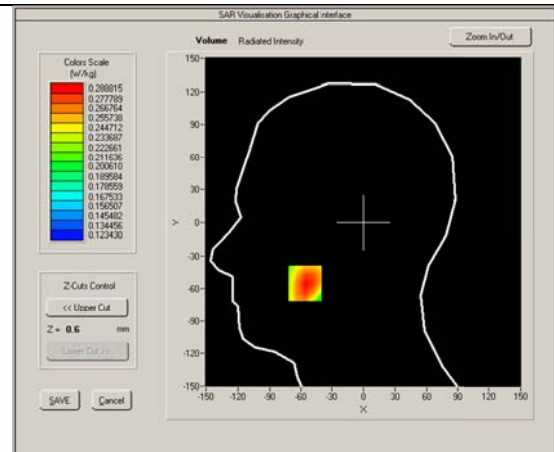 SAR Visualisation Graphical Interface
Volume Radiated Intensity
Zoom In/Out
Colors Scale
(W/kg)
0.288815
0.277789
0.266764
0.255738
0.244712
0.233687
0.222661
0.211636
0.200610
0.189584
0.178559
0.167533
0.156507
0.145482
0.134456
0.123430
Z-Cuts Control
<< Upper Cut
Z = 0.6 mm
Lower Cut >>
SAVE Cancel
150
120
90
60
30
Y 0
-30
-60
-90
-120
-150
-150 -120 -90 -60 -30 0 30 60 90 120 150
X